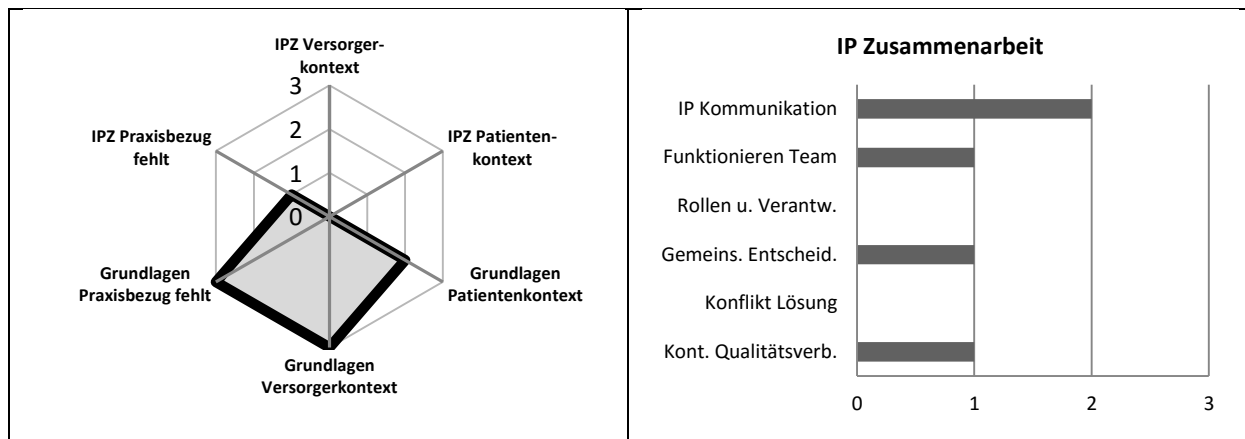 IPZ Versorger-
kontext
3
2
1
0
IPZ Patienten-
kontext
Grundlagen
Patientenkontext
Grundlagen
Versorgerkontext
Grundlagen
Praxisbezug fehlt
IPZ Praxisbezug
fehlt
IP Zusammenarbeit
IP Kommunikation
Funktionieren Team
Rollen u. Verantw.
Gemeins. Entscheid.
Konflikt Lösung
Kont. Qualitätsverb.
0 1 2 3